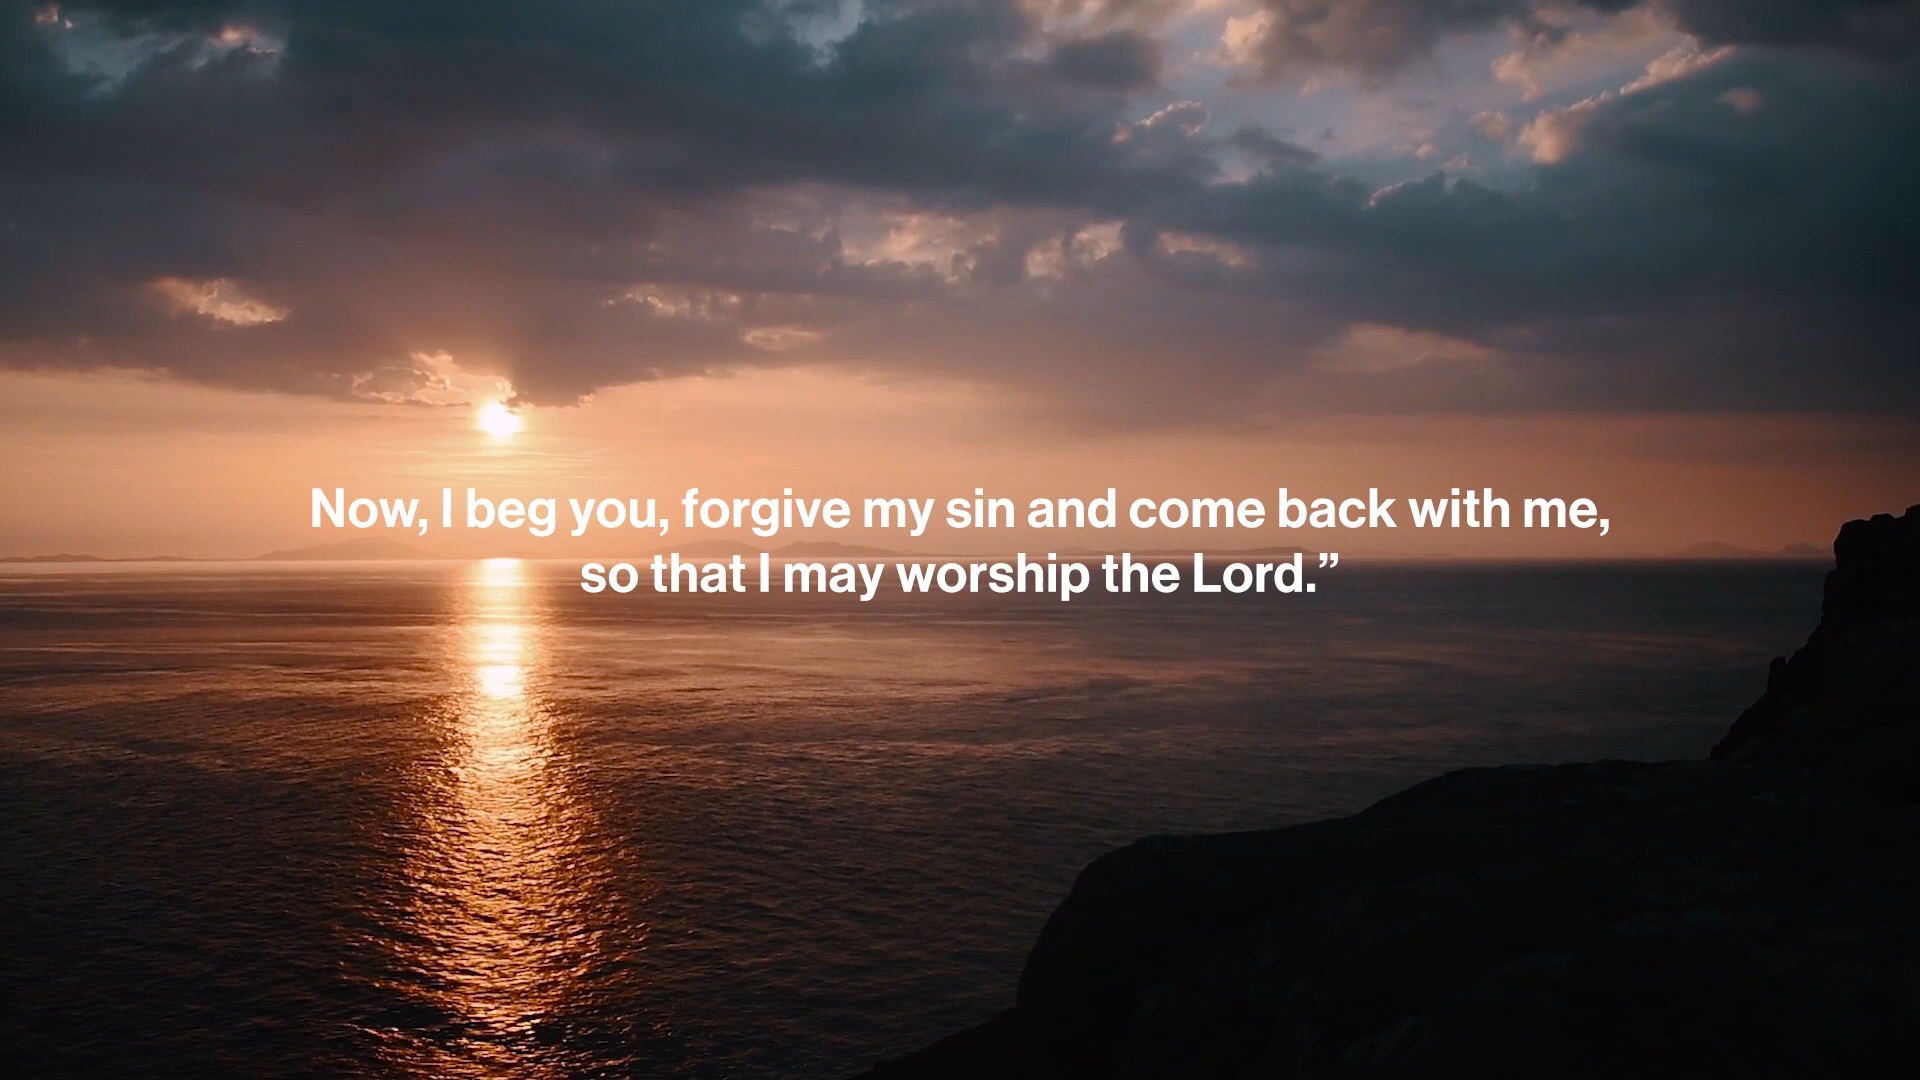 Now, I beg you, forgive my sin and come back with me,
so that I may worship the Lord.”